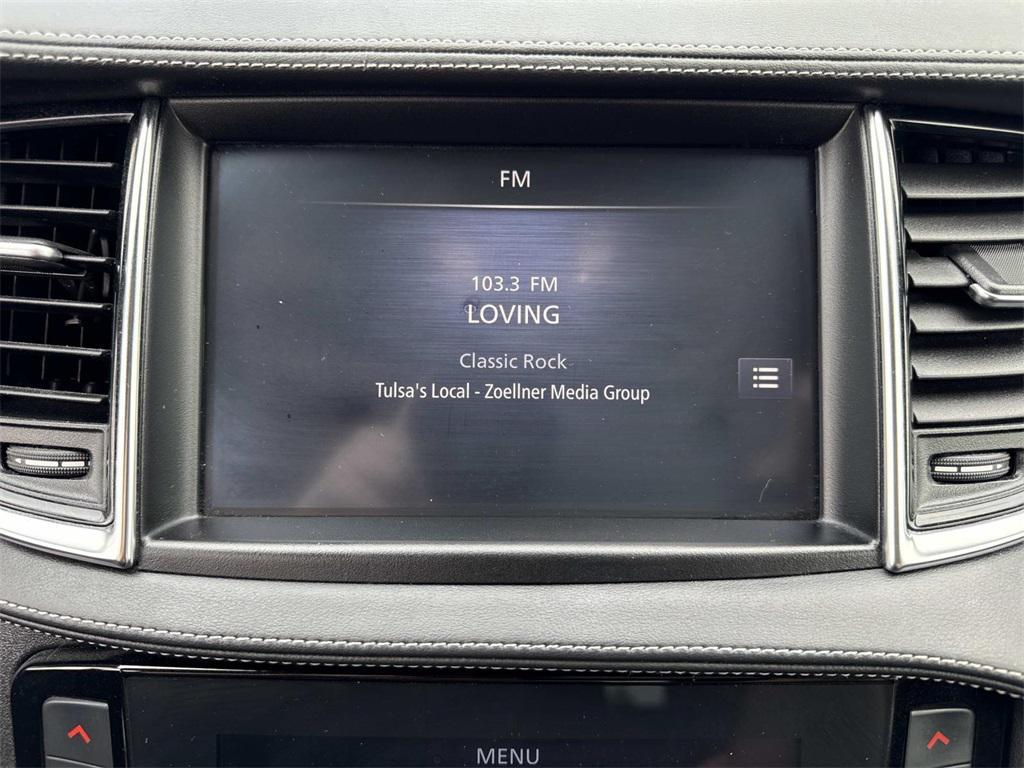 FM
103.3 FM
LOVING
Classic Rock
Tulsa's Local - Zoellner Media Group
MENU